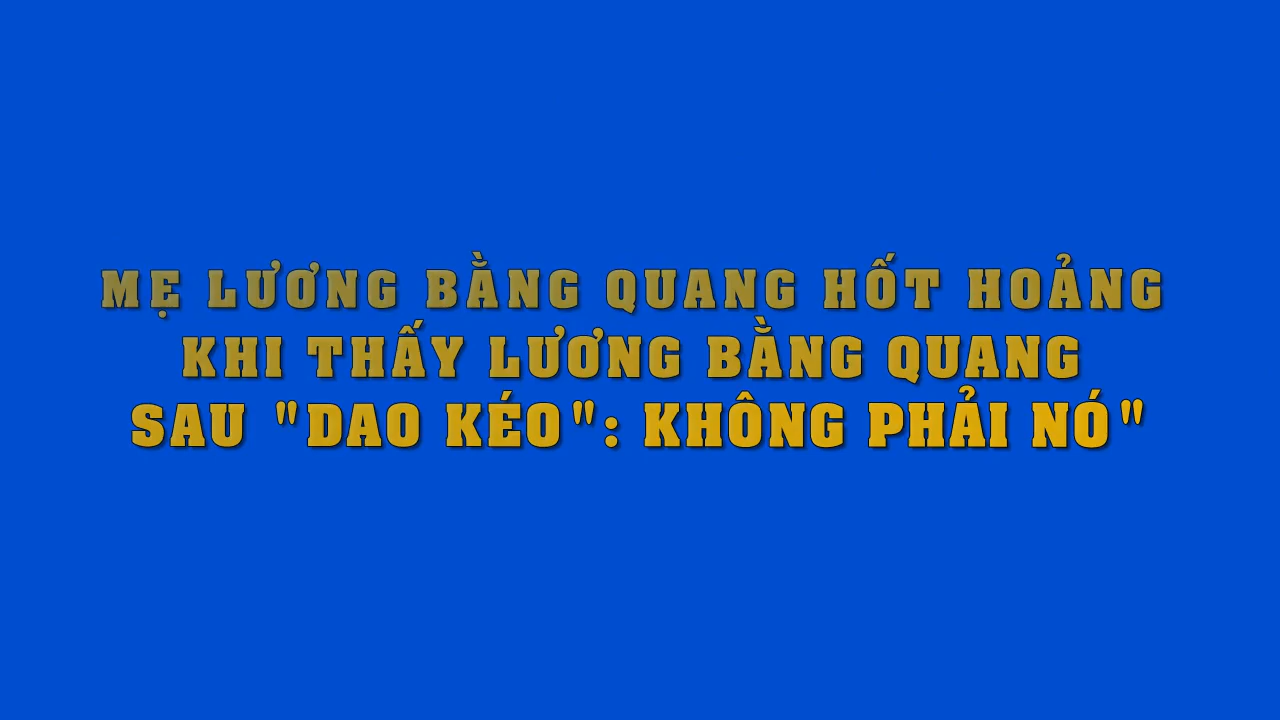 MẸ LƯƠNG BẰNG QUANG HỐT HOẢNG
KHI THẤY LƯƠNG BẰNG QUANG
SAU "DAO KÉO": KHÔNG PHẢI NÓ"